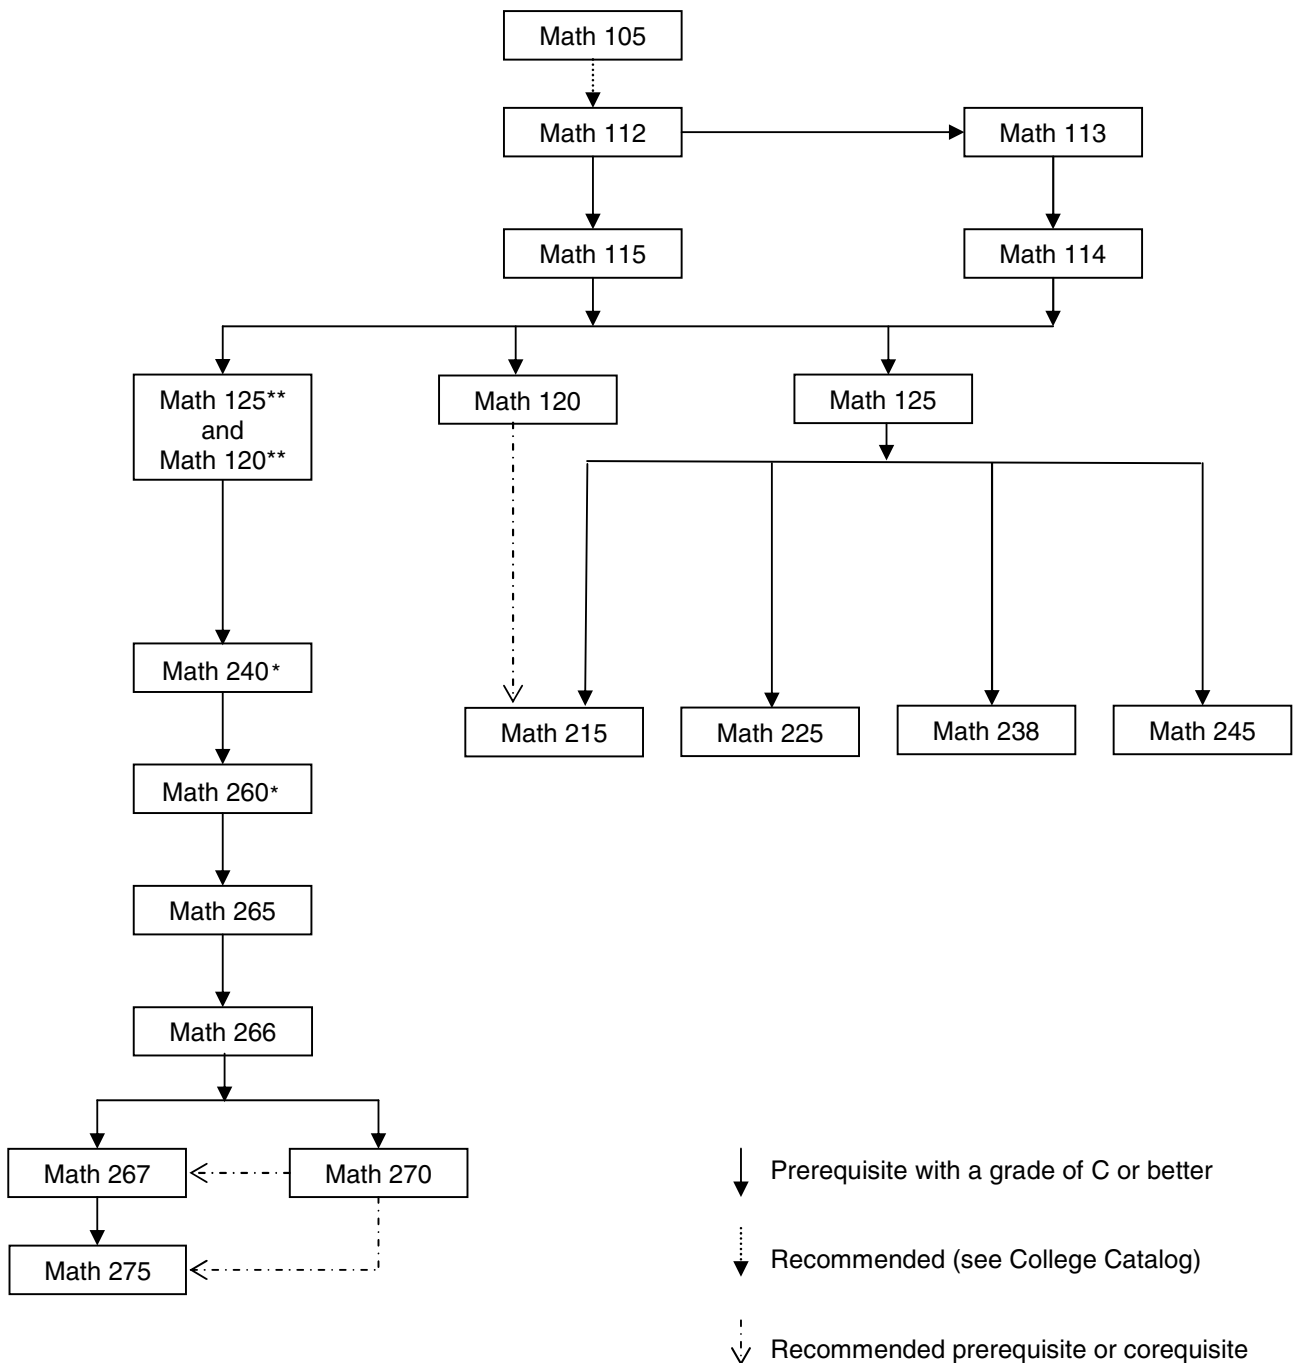 Math 105
Math 112
Math 113
Math 115
Math 114
Math 125**
and
Math 120**
Math 120
Math 125
Math 240*
Math 215
Math 225
Math 238
Math 245
Math 260*
Math 265
Math 266
Math 267
Math 270
Math 275
Prerequisite with a grade of C or better
Recommended (see College Catalog)
Recommended prerequisite or corequisite